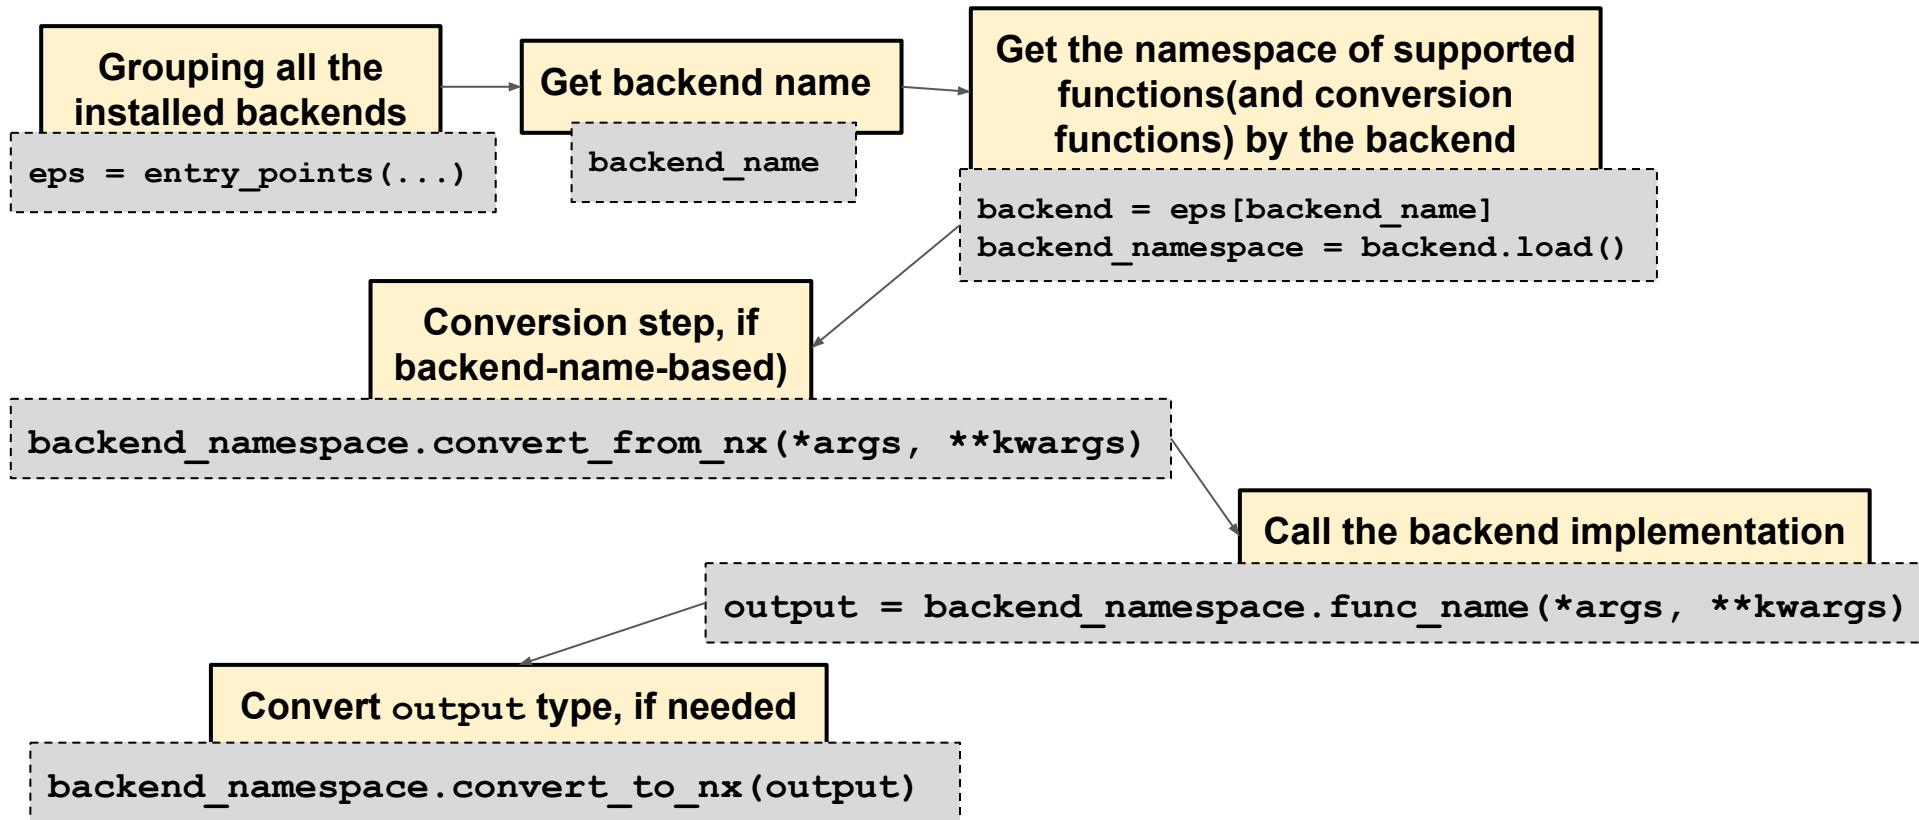 Grouping all the
installed backends
eps = entry_points(...)
Get backend name
backend_name
Get the namespace of supported
functions(and conversion
functions) by the backend
backend = eps[backend_name]
backend_namespace = backend.load()
Conversion step, if
backend-name-based)
backend_namespace.convert_from_nx(*args, **kwargs)
Call the backend implementation
output = backend_namespace.func_name(*args, **kwargs)
Convert output type, if needed
backend_namespace.convert_to_nx(output)